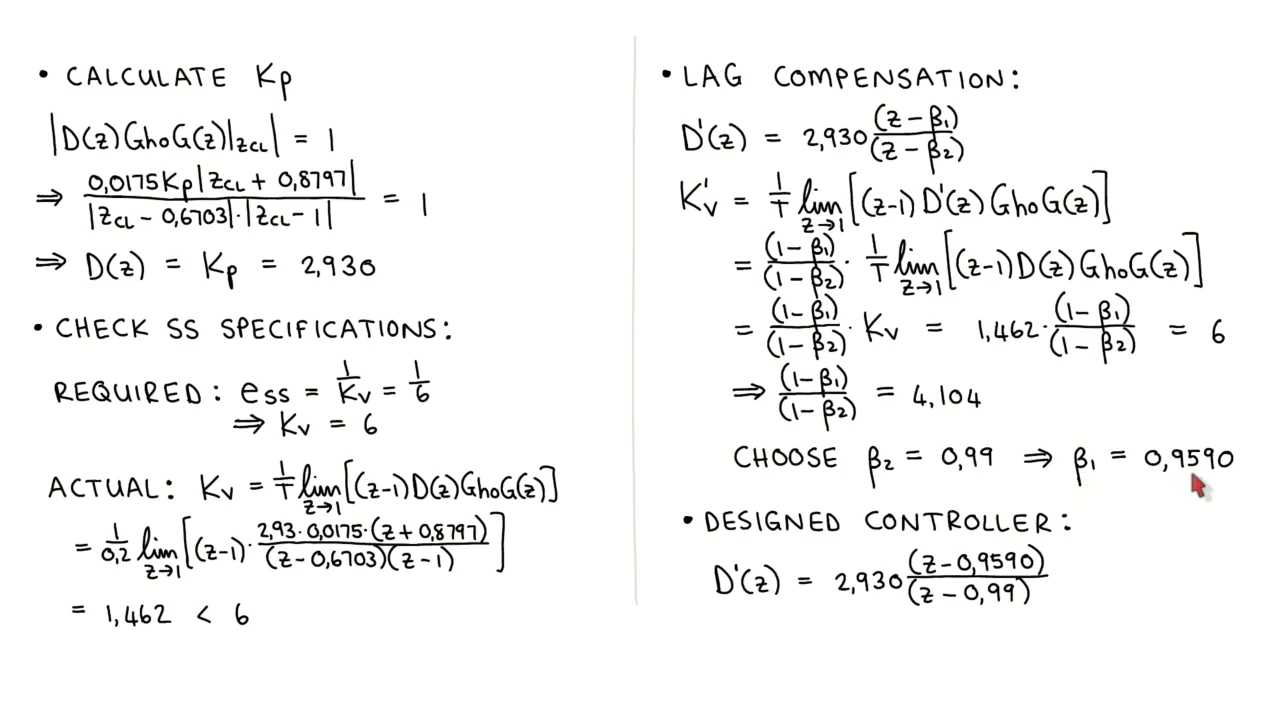 • CALCULATE Kp
|D(z)GhoG(z)|zCL| = 1
⇒ 0,0175Kp|zCL + 0,8797| / |zCL - 0,6703|·|zCL - 1| = 1
⇒ D(z) = Kp = 2,930
• CHECK SS SPECIFICATIONS:
REQUIRED: ess = 1/Kv = 1/6
⇒ Kv = 6
ACTUAL: Kv = 1/T lim z→1 [(z-1)D(z)GhoG(z)]
= 1/0,2 lim z→1 [(z-1) · 2,93·0,0175·(z + 0,8797) / (z - 0,6703)(z - 1)]
= 1,462 < 6
• LAG COMPENSATION:
D'(z) = 2,930 (z - β1) / (z - β2)
K'v = 1/T lim z→1 [(z-1) D'(z) GhoG(z)]
= (1 - β1) / (1 - β2) · 1/T lim z→1 [(z-1)D(z)GhoG(z)]
= (1 - β1) / (1 - β2) · Kv = 1,462 · (1 - β1) / (1 - β2) = 6
⇒ (1 - β1) / (1 - β2) = 4,104
CHOOSE β2 = 0,99 ⇒ β1 = 0,9590
• DESIGNED CONTROLLER:
D'(z) = 2,930 (z - 0,9590) / (z - 0,99)